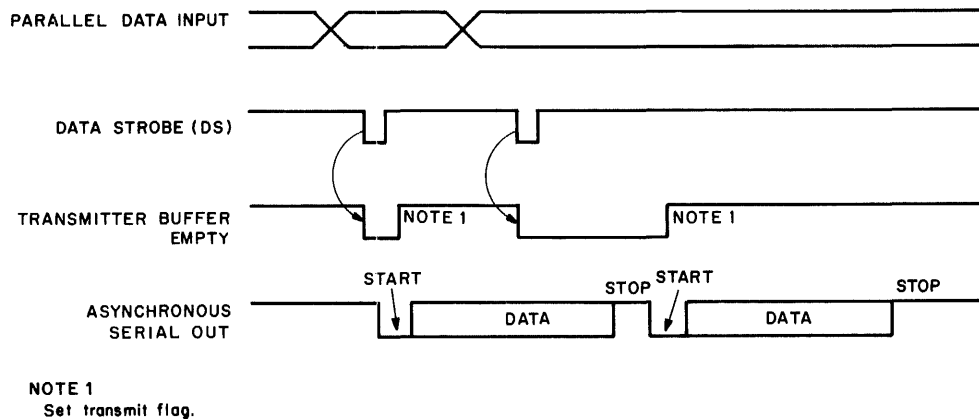 PARALLEL DATA INPUT
DATA STROBE (DS)
TRANSMITTER BUFFER
EMPTY
NOTE 1
NOTE 1
START
STOP
START
STOP
ASYNCHRONOUS
SERIAL OUT
DATA
DATA
NOTE 1
Set transmit flag.